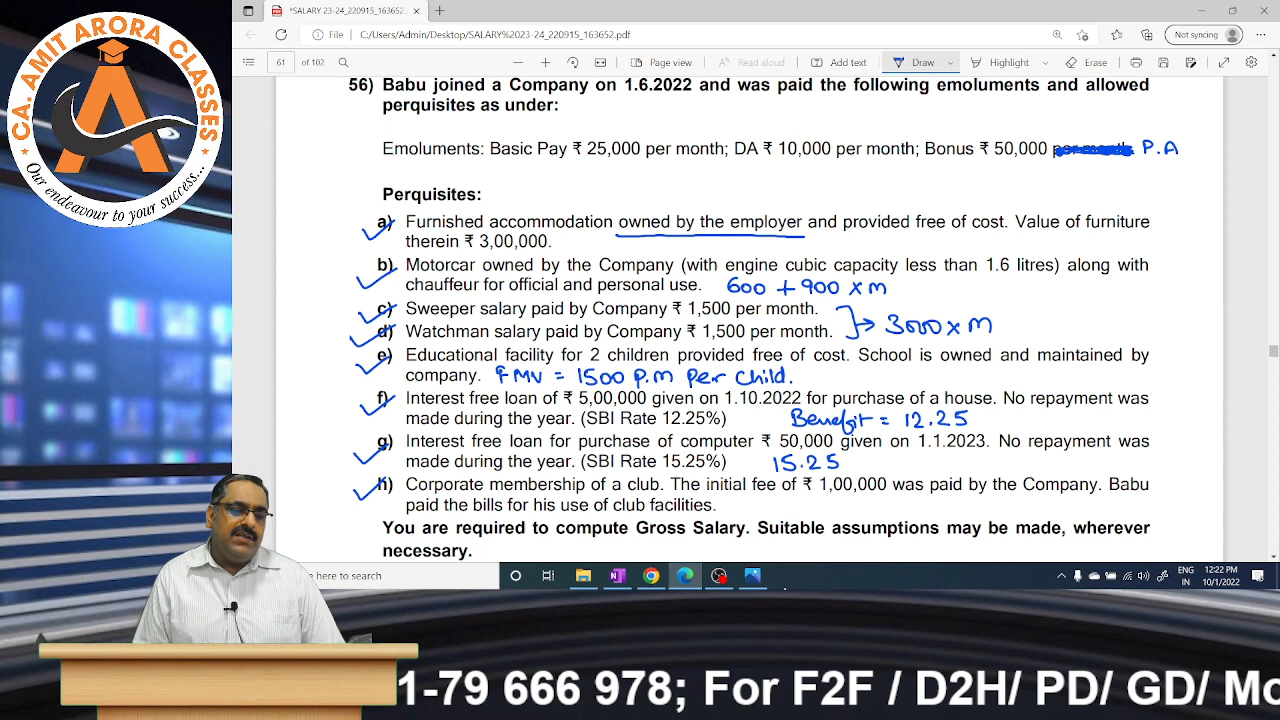 *SALARY 23-24_220915_163652.pdf
File
C:/Users/Admin/Desktop/SALARY%2023-24_220915_163652.pdf
Not syncing
61 of 102
Page view
Read aloud
Add text
Draw
Highlight
Erase
CA. AMIT ARORA CLASSES
Our endeavour to your success...
56) Babu joined a Company on 1.6.2022 and was paid the following emoluments and allowed
perquisites as under:
Emoluments: Basic Pay ₹ 25,000 per month; DA ₹ 10,000 per month; Bonus ₹ 50,000 per month. P.A
Perquisites:
a) Furnished accommodation owned by the employer and provided free of cost. Value of furniture
therein ₹ 3,00,000.
b) Motorcar owned by the Company (with engine cubic capacity less than 1.6 litres) along with
chauffeur for official and personal use. 600 + 900 x m
c) Sweeper salary paid by Company ₹ 1,500 per month.
d) Watchman salary paid by Company ₹ 1,500 per month.
3000 x m
e) Educational facility for 2 children provided free of cost. School is owned and maintained by
company. FMV = 1500 P.M Per Child.
f) Interest free loan of ₹ 5,00,000 given on 1.10.2022 for purchase of a house. No repayment was
made during the year. (SBI Rate 12.25%) Benefit = 12.25
g) Interest free loan for purchase of computer ₹ 50,000 given on 1.1.2023. No repayment was
made during the year. (SBI Rate 15.25%) 15.25
h) Corporate membership of a club. The initial fee of ₹ 1,00,000 was paid by the Company. Babu
paid the bills for his use of club facilities.
You are required to compute Gross Salary. Suitable assumptions may be made, wherever
necessary.
here to search
ENG
IN
12:22 PM
10/1/2022
1-79 666 978; For F2F / D2H/ PD/ GD/ Mo